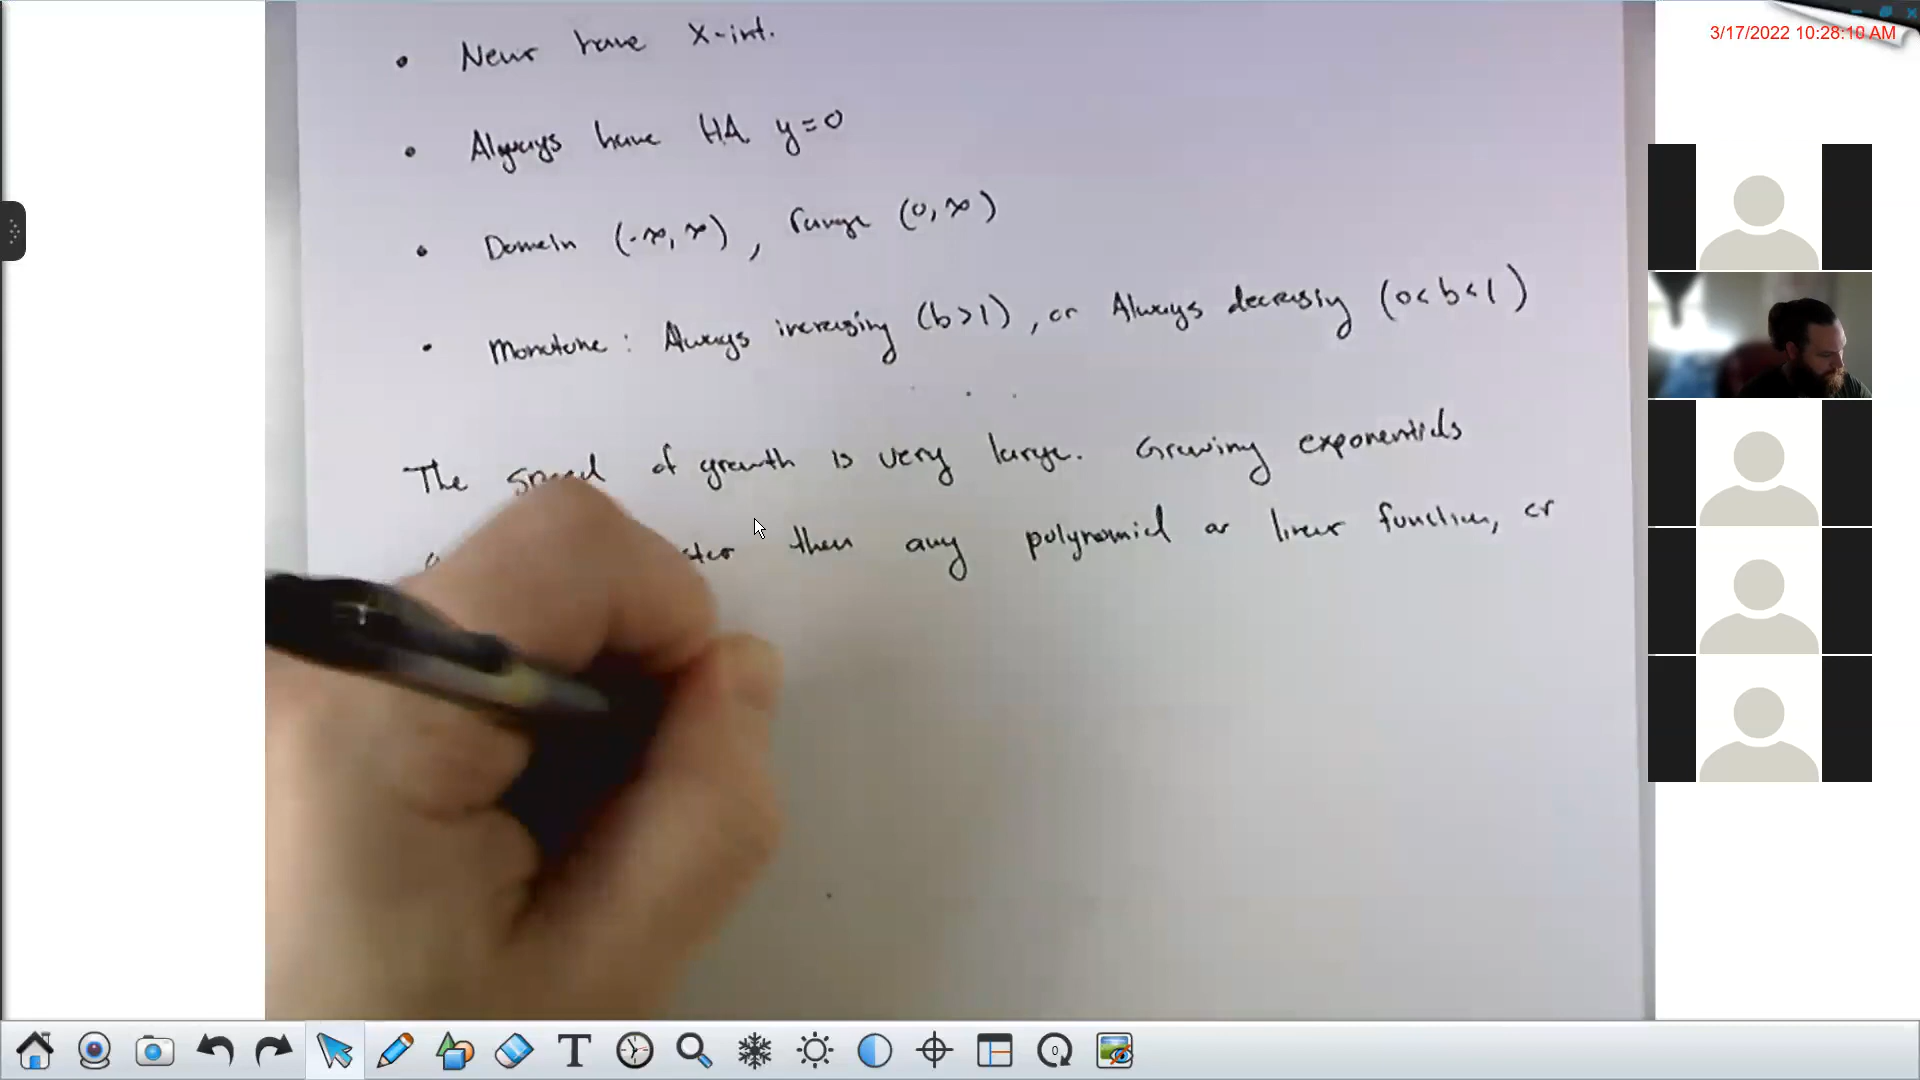 3/17/2022 10:28:10 AM
• Never have X-int.
• Always have HA y=0
• Domain (-∞, ∞), range (0, ∞)
• Monotone: Always increasing (b>1), or Always decreasing (0<b<1)
The speed of growth is very large. Growing exponentials
then any polynomial or linear function, or
T
0